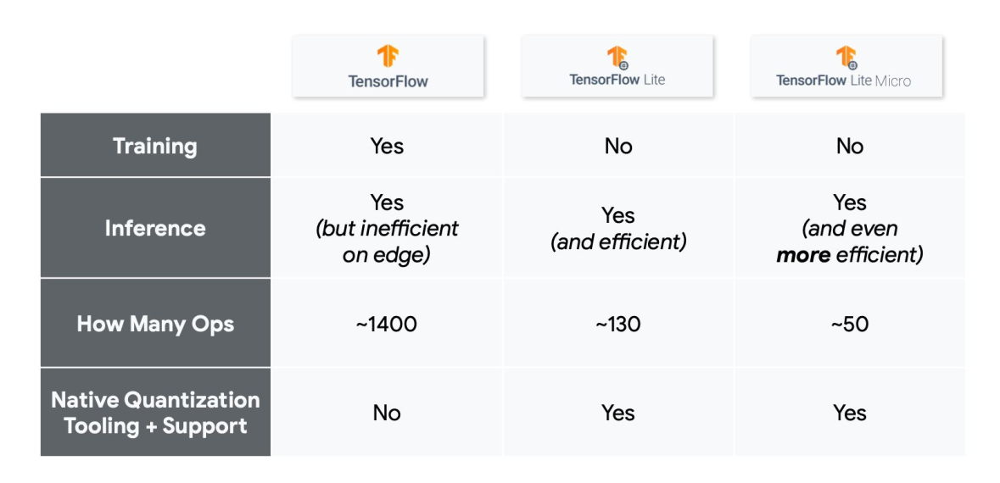 TensorFlow
TensorFlow Lite
TensorFlow Lite Micro
Training
Yes
No
No
Inference
Yes
(but inefficient
on edge)
Yes
(and efficient)
Yes
(and even
more efficient)
How Many Ops
~1400
~130
~50
Native Quantization
Tooling + Support
No
Yes
Yes